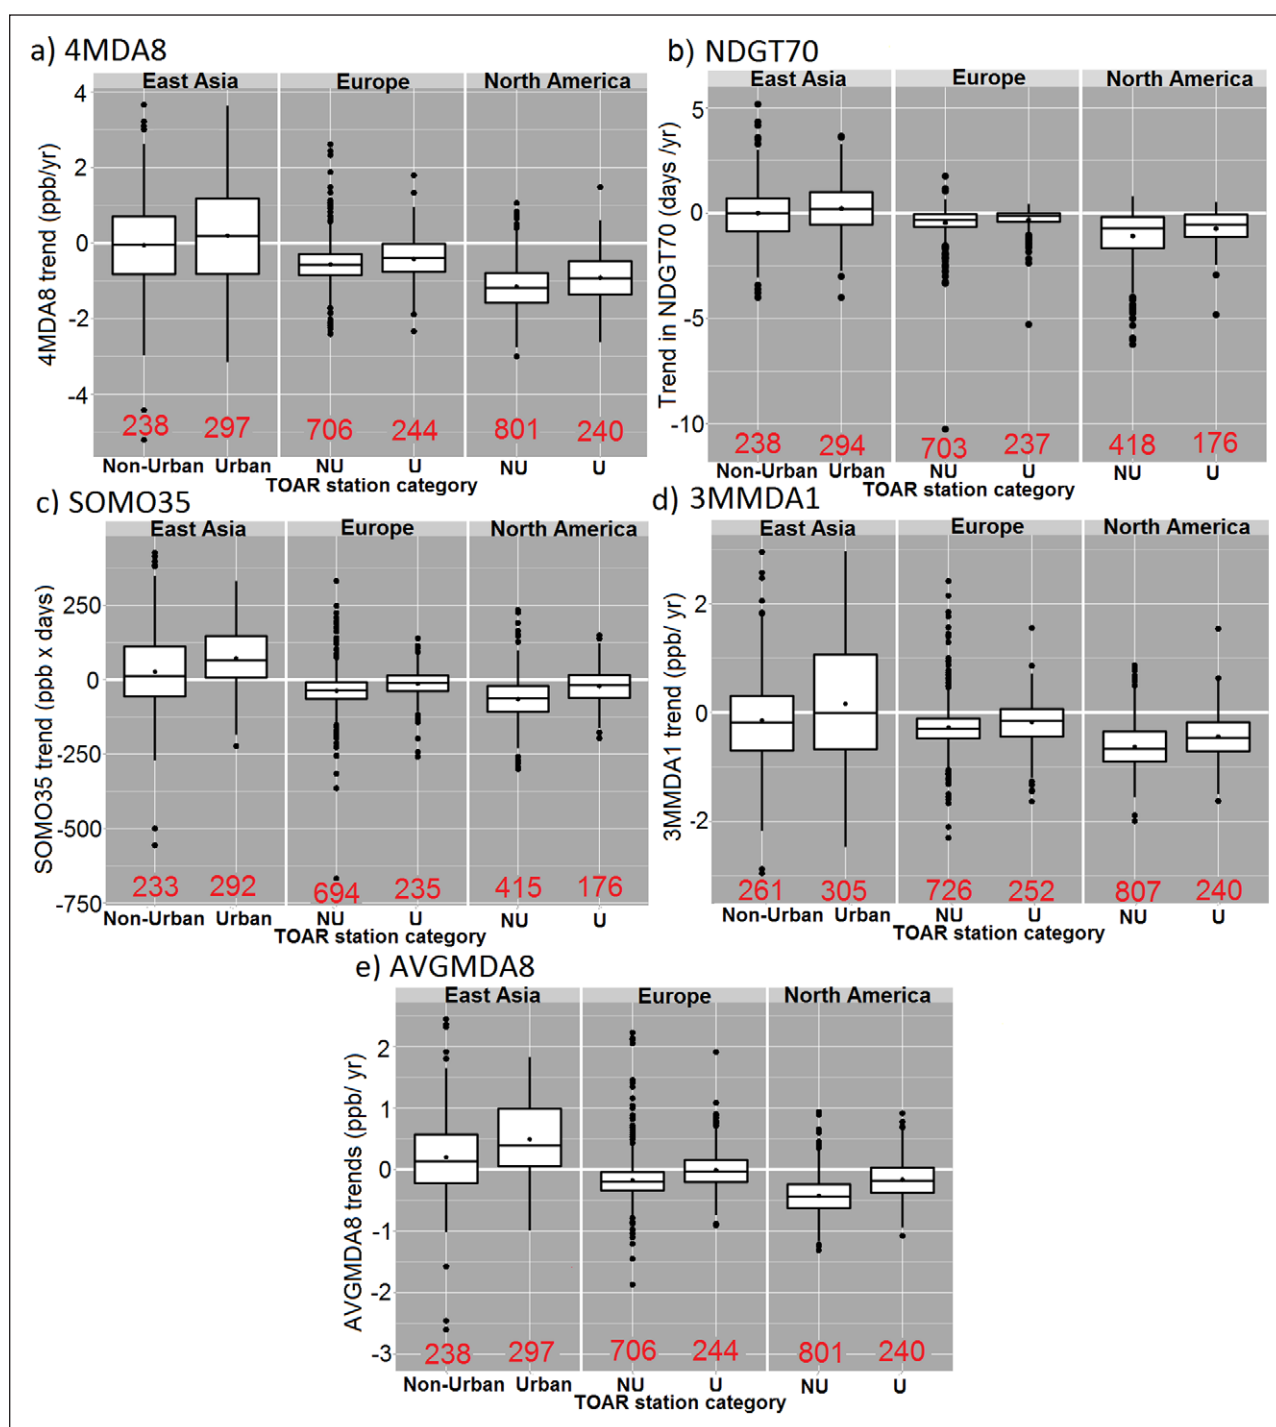 a) 4MDA8
East Asia Europe North America
4MDA8 trend (ppb/yr)
4
2
0
-2
-4
238 297 706 244 801 240
Non-Urban Urban NU U NU U
TOAR station category
b) NDGT70
East Asia Europe North America
Trend in NDGT70 (days /yr)
5
0
-5
-10
238 294 703 237 418 176
Non-Urban Urban NU U NU U
TOAR station category
c) SOMO35
East Asia Europe North America
SOMO35 trend (ppb x days)
250
0
-250
-500
-750
233 292 694 235 415 176
Non-Urban Urban NU U NU U
TOAR station category
d) 3MMDA1
East Asia Europe North America
3MMDA1 trend (ppb/ yr)
2
0
-2
261 305 726 252 807 240
Non-Urban Urban NU U NU U
TOAR station category
e) AVGMDA8
East Asia Europe North America
AVGMDA8 trends (ppb/ yr)
2
1
0
-1
-2
-3
238 297 706 244 801 240
Non-Urban Urban NU U NU U
TOAR station category